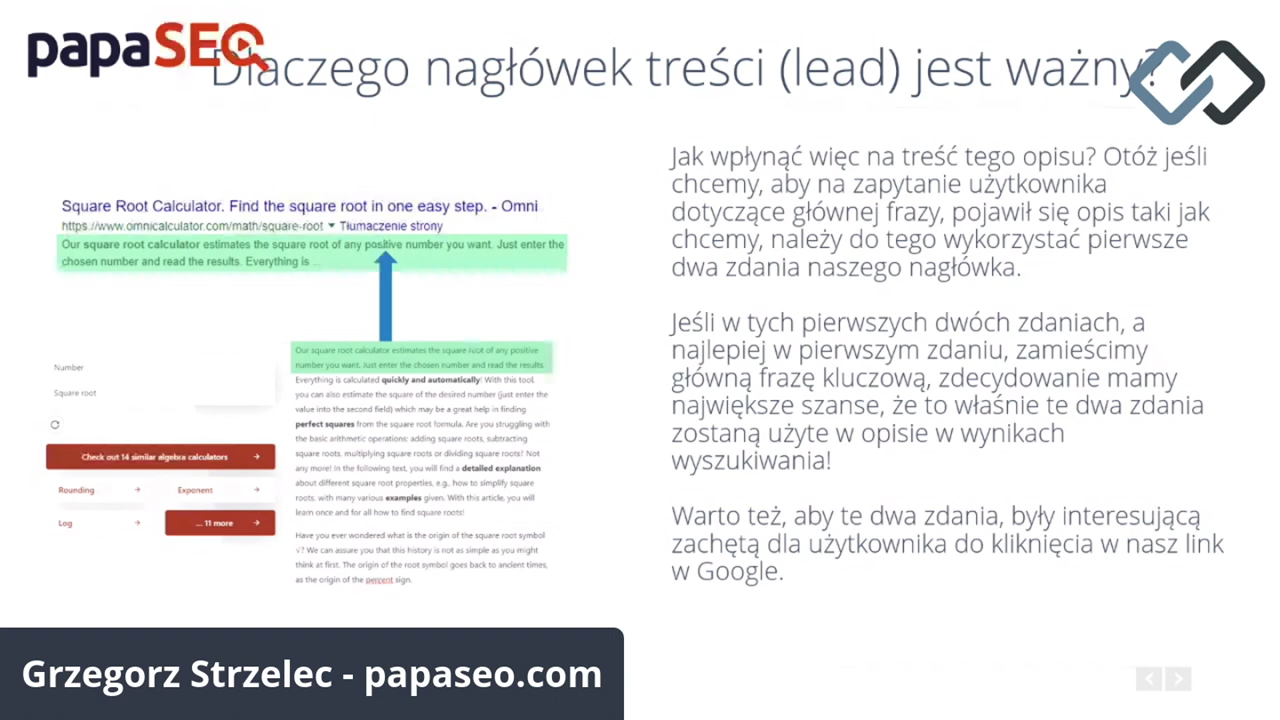 papaSEO
Dlaczego nagłówek treści (lead) jest ważny?
Square Root Calculator. Find the square root in one easy step. - Omni
https://www.omnicalculator.com/math/square-root ▾ Tłumaczenie strony
Our square root calculator estimates the square root of any positive number you want. Just enter the
chosen number and read the results. Everything is ...
Number
Square root
Check out 14 similar algebra calculators →
Rounding → Exponent →
Log → ... 11 more →
Our square root calculator estimates the square root of any positive
number you want. Just enter the chosen number and read the results.
Everything is calculated quickly and automatically! With this tool,
you can also estimate the square of the desired number (just enter the
value into the second field) which may be a great help in finding
perfect squares from the square root formula. Are you struggling with
the basic arithmetic operations: adding square roots, subtracting
square roots, multiplying square roots or dividing square roots? Not
any more! In the following text, you will find a detailed explanation
about different square root properties, e.g., how to simplify square
roots, with many various examples given. With this article, you will
learn once and for all how to find square roots!
Have you ever wondered what is the origin of the square root symbol
√? We can assure you that this history is not as simple as you might
think at first. The origin of the root symbol goes back to ancient times,
as the origin of the percent sign.
Jak wpłynąć więc na treść tego opisu? Otóż jeśli
chcemy, aby na zapytanie użytkownika
dotyczące głównej frazy, pojawił się opis taki jak
chcemy, należy do tego wykorzystać pierwsze
dwa zdania naszego nagłówka.
Jeśli w tych pierwszych dwóch zdaniach, a
najlepiej w pierwszym zdaniu, zamieścimy
główną frazę kluczową, zdecydowanie mamy
największe szanse, że to właśnie te dwa zdania
zostaną użyte w opisie w wynikach
wyszukiwania!
Warto też, aby te dwa zdania, były interesującą
zachętą dla użytkownika do kliknięcia w nasz link
w Google.
Grzegorz Strzelec - papaseo.com